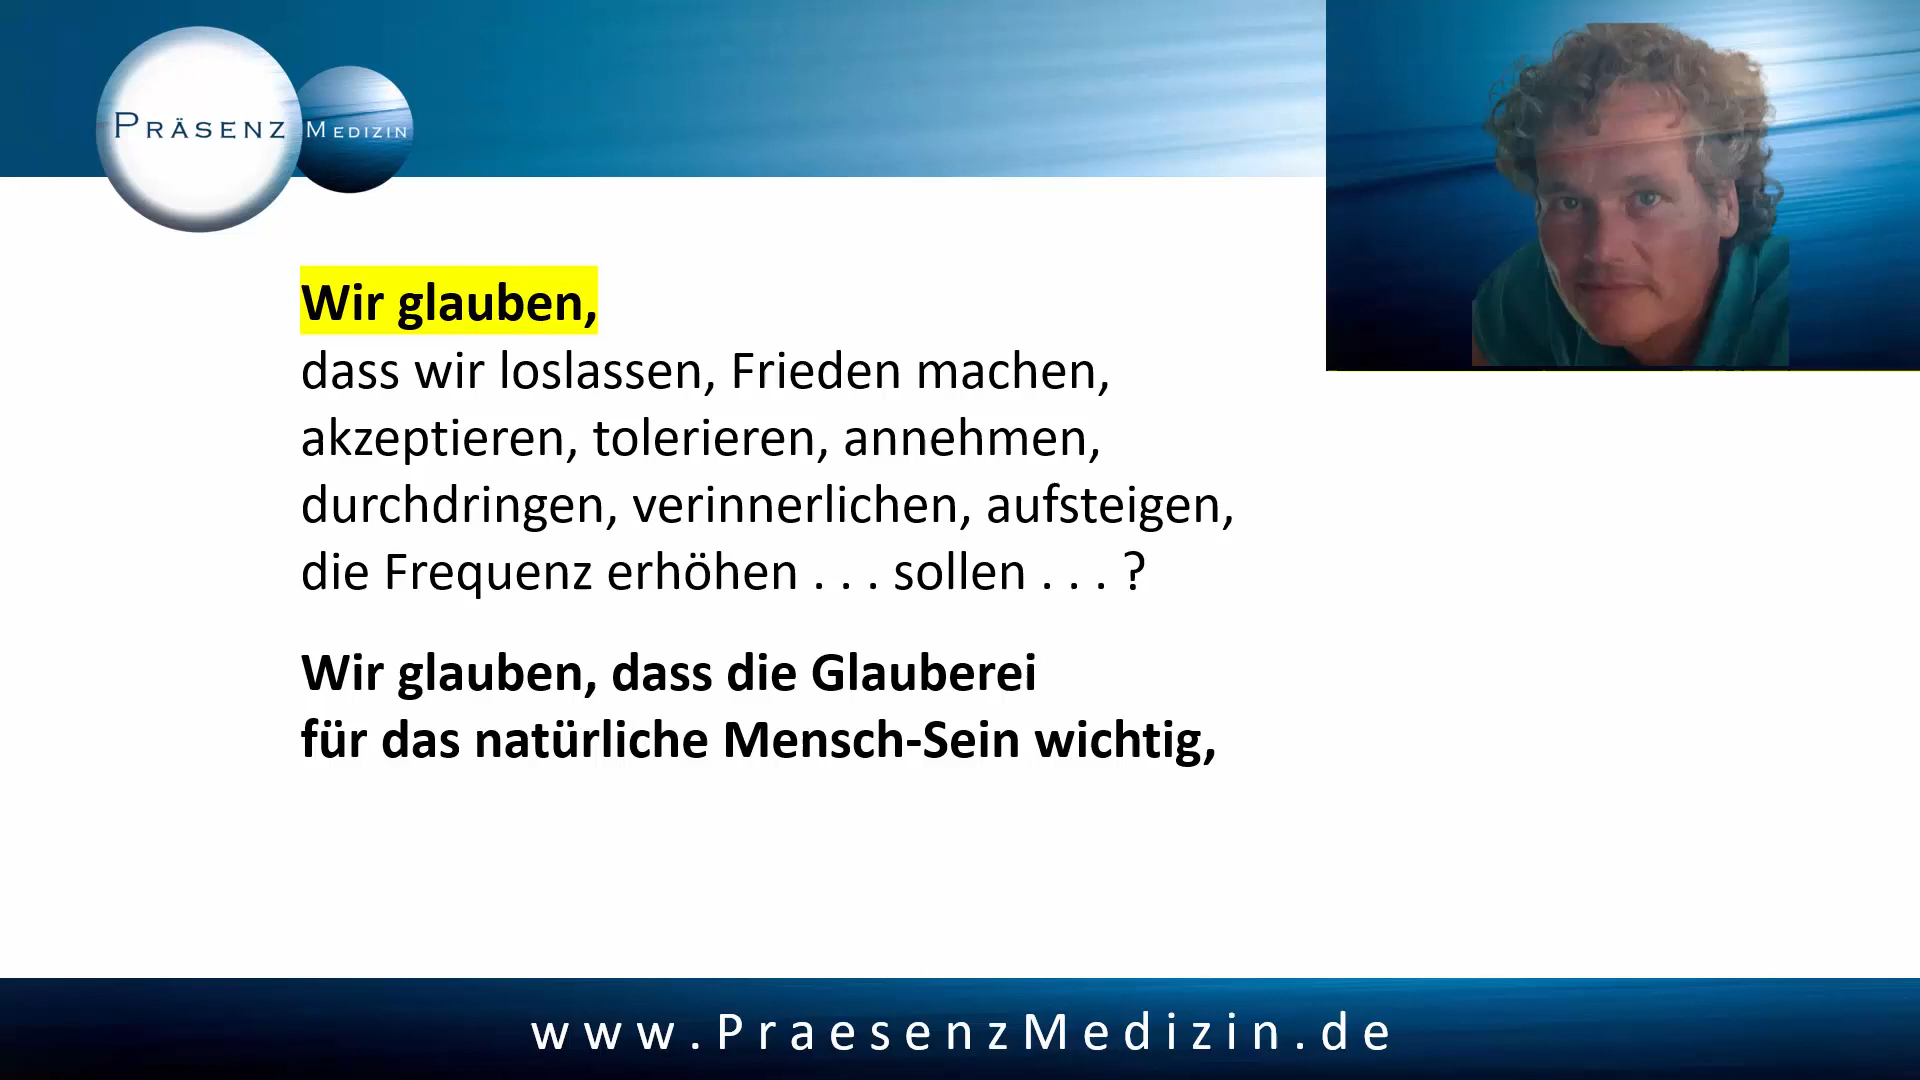 PRÄSENZ MEDIZIN
Wir glauben,
dass wir loslassen, Frieden machen,
akzeptieren, tolerieren, annehmen,
durchdringen, verinnerlichen, aufsteigen,
die Frequenz erhöhen . . . sollen . . . ?
Wir glauben, dass die Glauberei
für das natürliche Mensch-Sein wichtig,
www.PraesenzMedizin.de